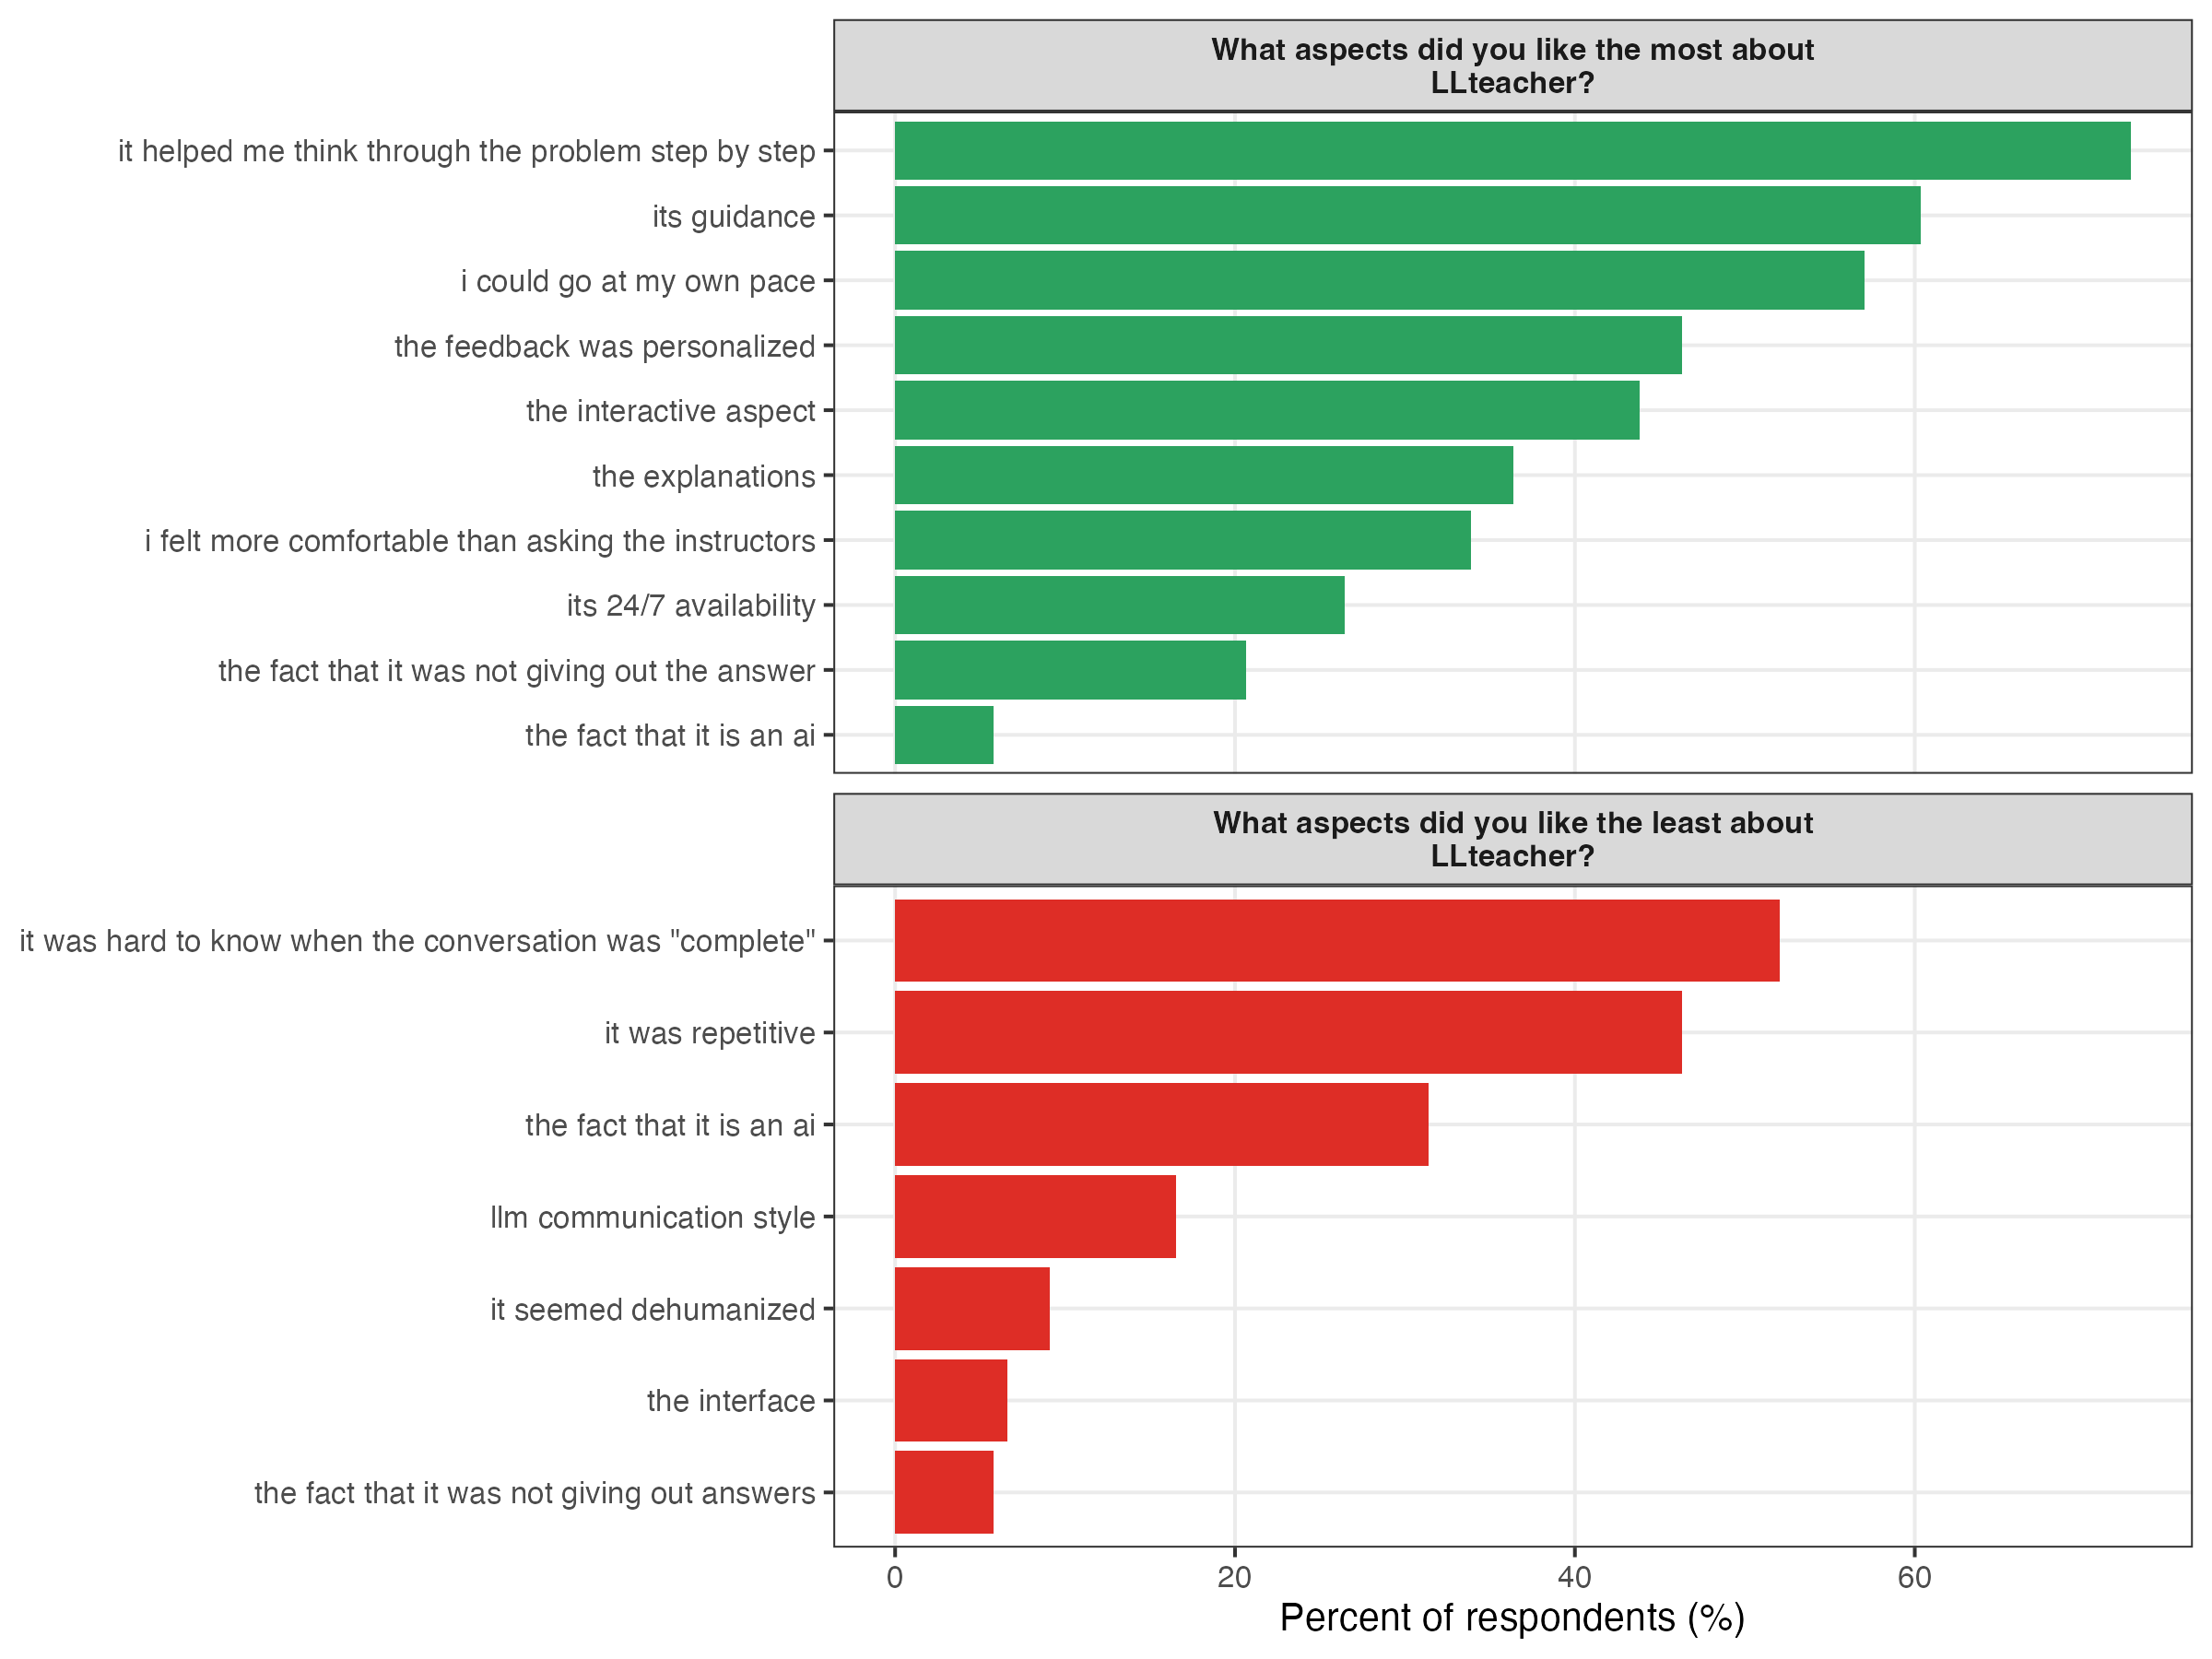 What aspects did you like the most about
LLteacher?
it helped me think through the problem step by step
its guidance
i could go at my own pace
the feedback was personalized
the interactive aspect
the explanations
i felt more comfortable than asking the instructors
its 24/7 availability
the fact that it was not giving out the answer
the fact that it is an ai
What aspects did you like the least about
LLteacher?
it was hard to know when the conversation was "complete"
it was repetitive
the fact that it is an ai
llm communication style
it seemed dehumanized
the interface
the fact that it was not giving out answers
0 20 40 60
Percent of respondents (%)